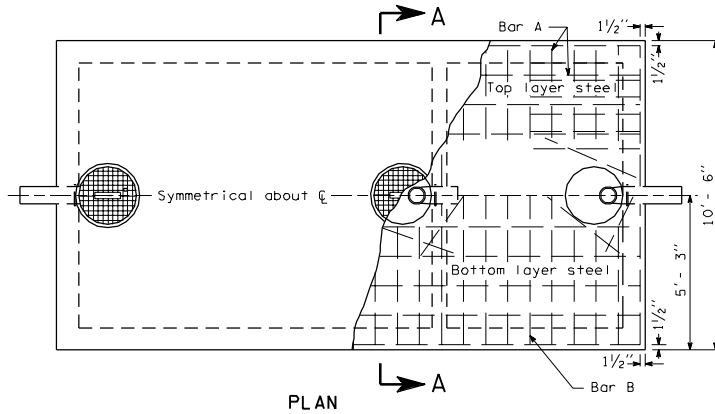 A
Bar A
1½"
1½"
Top layer steel
Symmetrical about ℄
10'- 6"
5'- 3"
Bottom layer steel
1½"
1½"
Bar B
A
PLAN